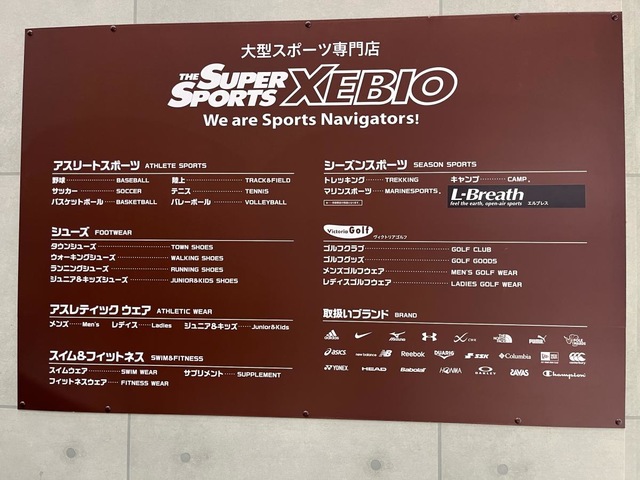 大型スポーツ専門店
THE SUPER SPORTS XEBIO
We are Sports Navigators!
アスリートスポーツ ATHLETE SPORTS
野球 BASEBALL 陸上 TRACK&FIELD
サッカー SOCCER テニス TENNIS
バスケットボール BASKETBALL バレーボール VOLLEYBALL
シューズ FOOTWEAR
タウンシューズ TOWN SHOES
ウオーキングシューズ WALKING SHOES
ランニングシューズ RUNNING SHOES
ジュニア&キッズシューズ JUNIOR&KIDS SHOES
アスレティック ウェア ATHLETIC WEAR
メンズ Men's レディス Ladies ジュニア&キッズ Junior&Kids
スイム&フィットネス SWIM&FITNESS
スイムウェア SWIM WEAR サプリメント SUPPLEMENT
フィットネスウェア FITNESS WEAR
シーズンスポーツ SEASON SPORTS
トレッキング TREKKING キャンプ CAMP,
マリンスポーツ MARINESPORTS,
L-Breath
feel the earth, open-air sports エルブレス
Victoria Golf ヴィクトリアゴルフ
ゴルフクラブ GOLF CLUB
ゴルフグッズ GOLF GOODS
メンズゴルフウェア MEN'S GOLF WEAR
レディスゴルフウェア LADIES GOLF WEAR
取扱いブランド BRAND
adidas MIZUNO THE NORTH FACE PUMA
asics new balance NB Reebok DUARIG SSK Columbia NEW ERA canterbury
YONEX HEAD Babolat HONMA OAKLEY SAVAS Champion